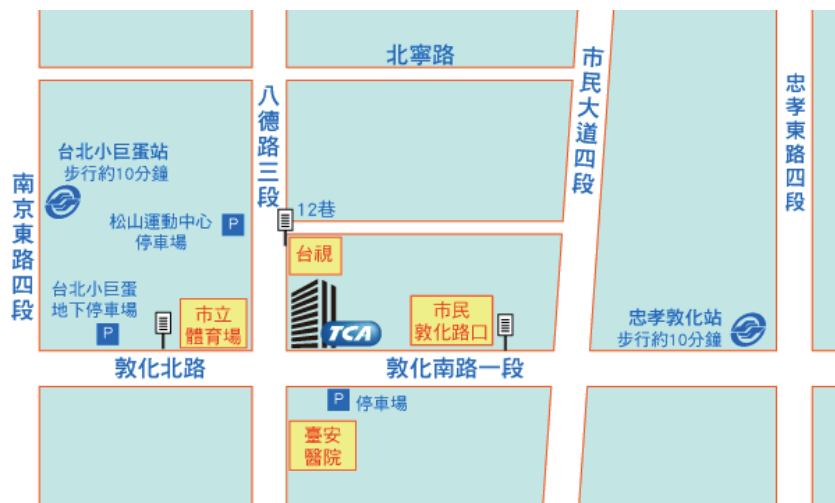 北寧路
市民大道四段
忠孝東路四段
八德路三段
台北小巨蛋站
步行約10分鐘
南京東路四段
12巷
松山運動中心
停車場
P
台視
台北小巨蛋
地下停車場
P
市立
體育場
TCA
市民
敦化路口
忠孝敦化站
步行約10分鐘
敦化北路
敦化南路一段
P
停車場
臺安
醫院